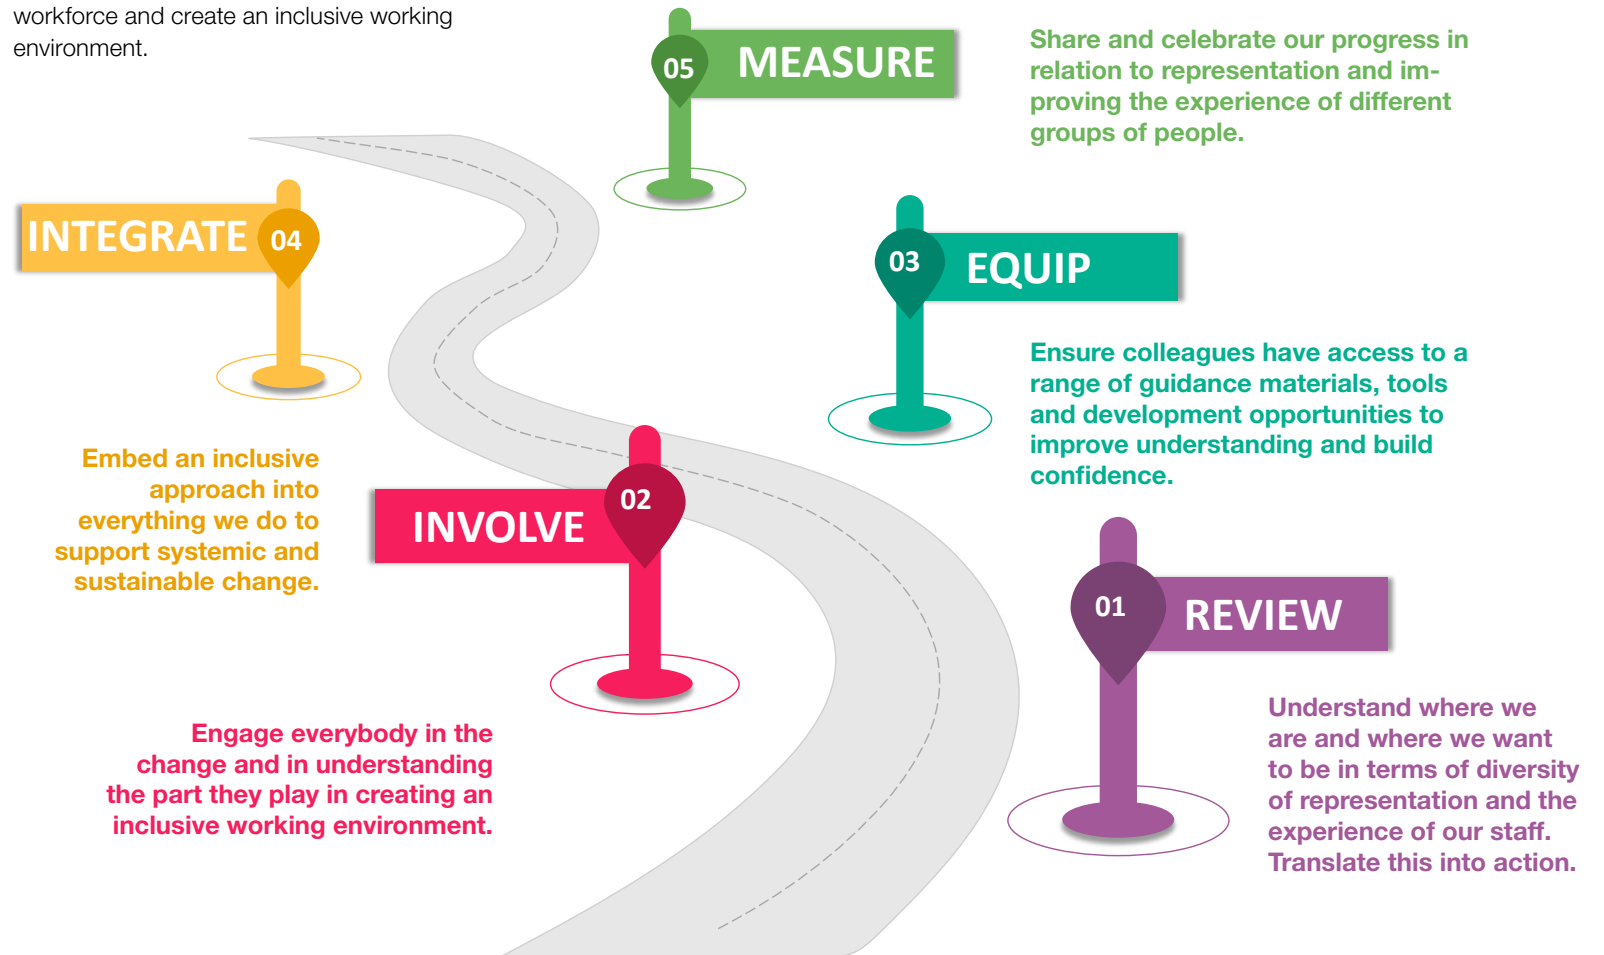 workforce and create an inclusive working
environment.
05
MEASURE
Share and celebrate our progress in
relation to representation and im-
proving the experience of different
groups of people.
INTEGRATE
04
Embed an inclusive
approach into
everything we do to
support systemic and
sustainable change.
03
EQUIP
Ensure colleagues have access to a
range of guidance materials, tools
and development opportunities to
improve understanding and build
confidence.
INVOLVE
02
Engage everybody in the
change and in understanding
the part they play in creating an
inclusive working environment.
01
REVIEW
Understand where we
are and where we want
to be in terms of diversity
of representation and the
experience of our staff.
Translate this into action.